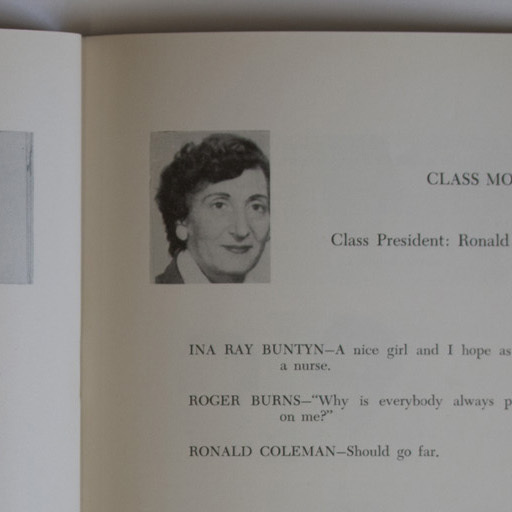 CLASS MO
Class President: Ronald
INA RAY BUNTYN—A nice girl and I hope as
a nurse.
ROGER BURNS—"Why is everybody always p
on me?"
RONALD COLEMAN—Should go far.